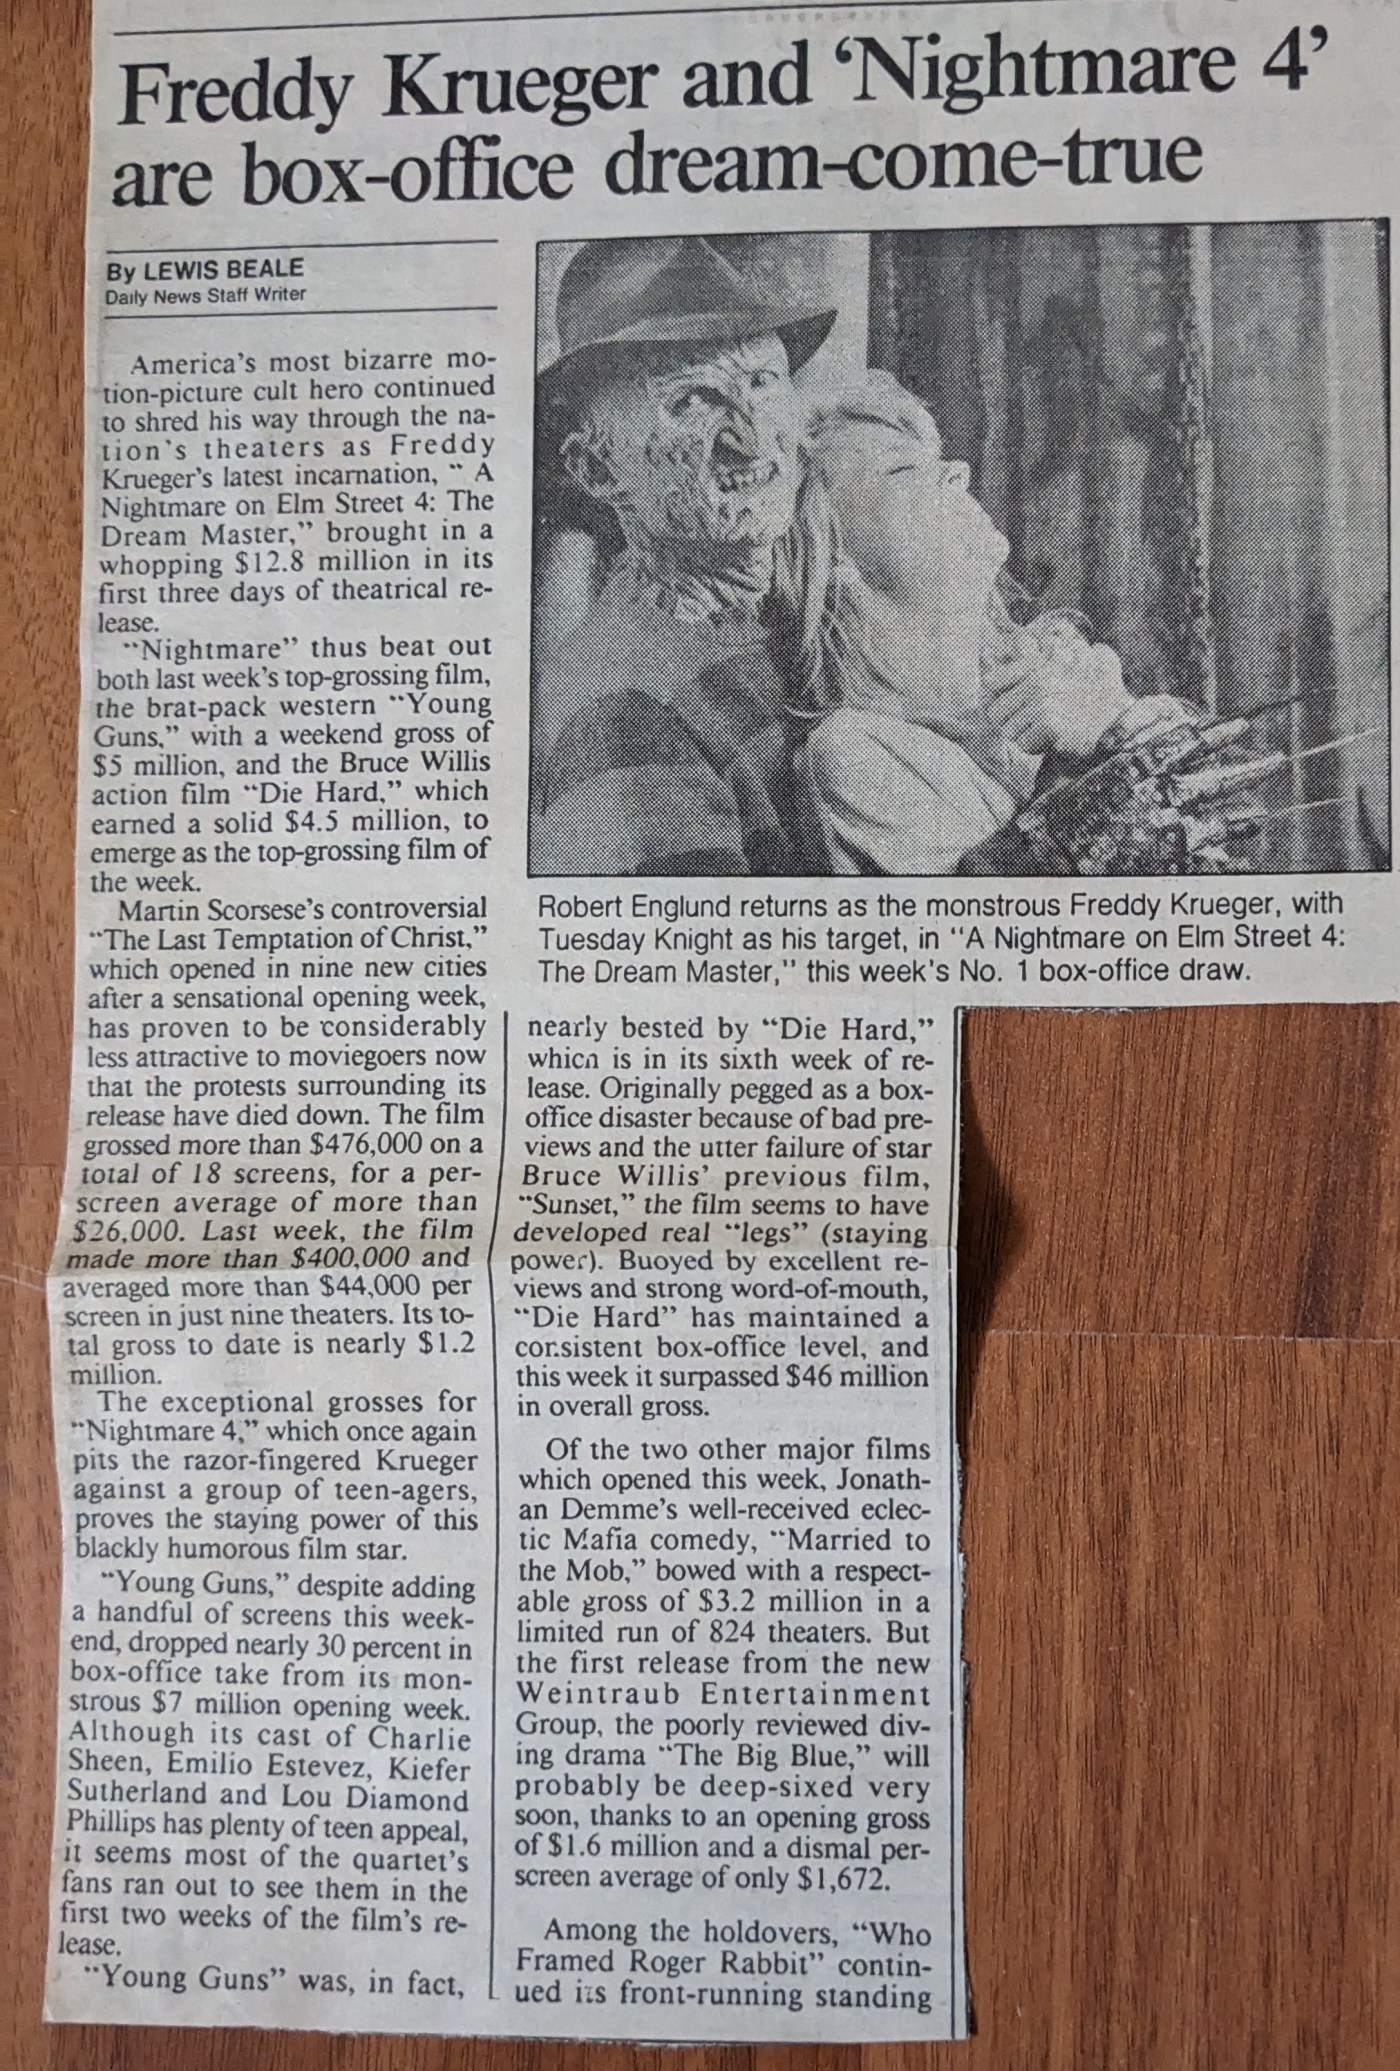 Freddy Krueger and ‘Nightmare 4’
are box-office dream-come-true
By LEWIS BEALE
Daily News Staff Writer
America’s most bizarre mo-
tion-picture cult hero continued
to shred his way through the na-
tion’s theaters as Freddy
Krueger’s latest incarnation, “ A
Nightmare on Elm Street 4: The
Dream Master,” brought in a
whopping $12.8 million in its
first three days of theatrical re-
lease.
“Nightmare” thus beat out
both last week’s top-grossing film,
the brat-pack western “Young
Guns,” with a weekend gross of
$5 million, and the Bruce Willis
action film “Die Hard,” which
earned a solid $4.5 million, to
emerge as the top-grossing film of
the week.
Martin Scorsese’s controversial
“The Last Temptation of Christ,”
which opened in nine new cities
after a sensational opening week,
has proven to be considerably
less attractive to moviegoers now
that the protests surrounding its
release have died down. The film
grossed more than $476,000 on a
total of 18 screens, for a per-
screen average of more than
$26,000. Last week, the film
made more than $400,000 and
averaged more than $44,000 per
screen in just nine theaters. Its to-
tal gross to date is nearly $1.2
million.
The exceptional grosses for
“Nightmare 4,” which once again
pits the razor-fingered Krueger
against a group of teen-agers,
proves the staying power of this
blackly humorous film star.
“Young Guns,” despite adding
a handful of screens this week-
end, dropped nearly 30 percent in
box-office take from its mon-
strous $7 million opening week.
Although its cast of Charlie
Sheen, Emilio Estevez, Kiefer
Sutherland and Lou Diamond
Phillips has plenty of teen appeal,
it seems most of the quartet’s
fans ran out to see them in the
first two weeks of the film’s re-
lease.
“Young Guns” was, in fact,
Robert Englund returns as the monstrous Freddy Krueger, with
Tuesday Knight as his target, in “A Nightmare on Elm Street 4:
The Dream Master,” this week’s No. 1 box-office draw.
nearly bested by “Die Hard,”
which is in its sixth week of re-
lease. Originally pegged as a box-
office disaster because of bad pre-
views and the utter failure of star
Bruce Willis’ previous film,
“Sunset,” the film seems to have
developed real “legs” (staying
power). Buoyed by excellent re-
views and strong word-of-mouth,
“Die Hard” has maintained a
consistent box-office level, and
this week it surpassed $46 million
in overall gross.
Of the two other major films
which opened this week, Jonath-
an Demme’s well-received eclec-
tic Mafia comedy, “Married to
the Mob,” bowed with a respect-
able gross of $3.2 million in a
limited run of 824 theaters. But
the first release from the new
Weintraub Entertainment
Group, the poorly reviewed div-
ing drama “The Big Blue,” will
probably be deep-sixed very
soon, thanks to an opening gross
of $1.6 million and a dismal per-
screen average of only $1,672.
Among the holdovers, “Who
Framed Roger Rabbit” contin-
ued its front-running standing